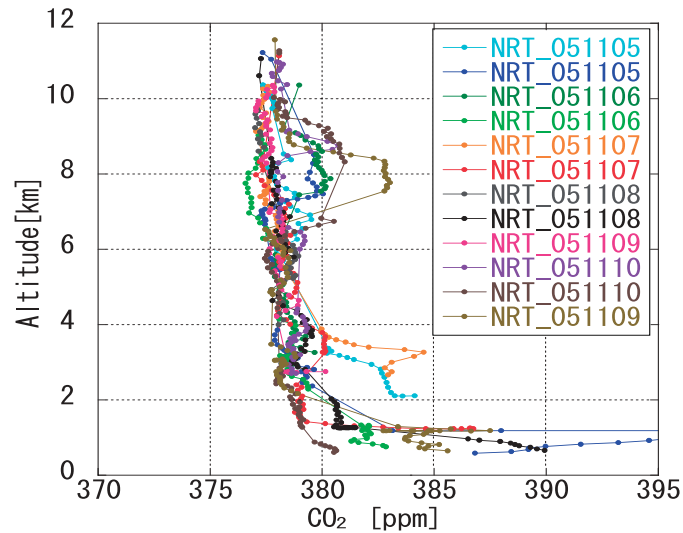 12
10
8
6
4
2
0
Altitude[km]
NRT_051105
NRT_051105
NRT_051106
NRT_051106
NRT_051107
NRT_051107
NRT_051108
NRT_051108
NRT_051109
NRT_051110
NRT_051110
NRT_051109
370 375 380 385 390 395
CO₂ [ppm]